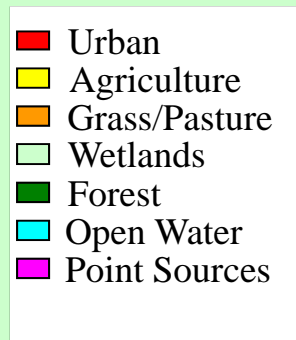 Urban
Agriculture
Grass/Pasture
Wetlands
Forest
Open Water
Point Sources